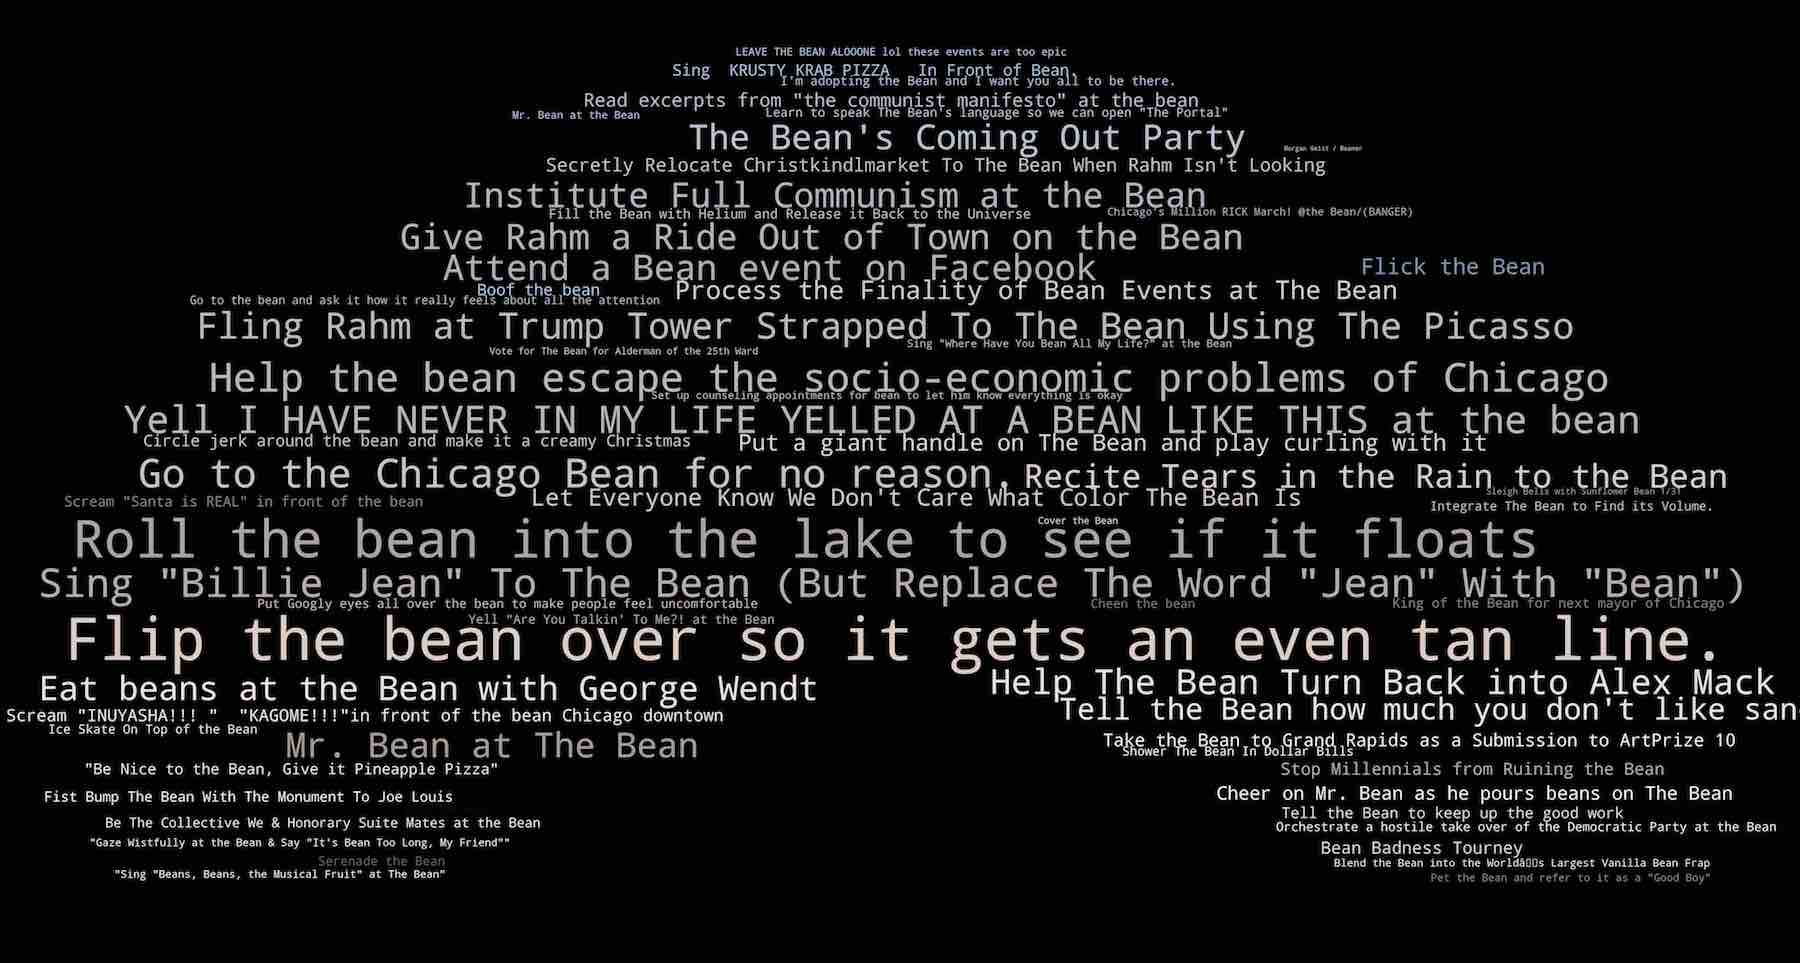 LEAVE THE BEAN ALOOONE lol these events are too epic
Sing KRUSTY KRAB PIZZA In Front of Bean.
I'm adopting the Bean and I want you all to be there.
Read excerpts from "the communist manifesto" at the bean
Mr. Bean at the Bean
Learn to speak The Bean's language so we can open "The Portal"
The Bean's Coming Out Party
Morgan Geist / Beaner
Secretly Relocate Christkindlmarket To The Bean When Rahm Isn't Looking
Institute Full Communism at the Bean
Fill the Bean with Helium and Release it Back to the Universe
Chicago's Million RICK March! @the Bean/(BANGER)
Give Rahm a Ride Out of Town on the Bean
Attend a Bean event on Facebook
Flick the Bean
Boof the bean
Process the Finality of Bean Events at The Bean
Go to the bean and ask it how it really feels about all the attention
Fling Rahm at Trump Tower Strapped To The Bean Using The Picasso
Sing "Where Have You Bean All My Life?" at the Bean
Vote for The Bean for Alderman of the 25th Ward
Help the bean escape the socio-economic problems of Chicago
Set up counseling appointments for bean to let him know everything is okay
Yell I HAVE NEVER IN MY LIFE YELLED AT A BEAN LIKE THIS at the bean
Circle jerk around the bean and make it a creamy Christmas
Put a giant handle on The Bean and play curling with it
Go to the Chicago Bean for no reason.
Recite Tears in the Rain to the Bean
Sleigh Bells with Sunflower Bean 1/31
Scream "Santa is REAL" in front of the bean
Let Everyone Know We Don't Care What Color The Bean Is
Integrate The Bean to Find its Volume.
Cover the Bean
Roll the bean into the lake to see if it floats
Sing "Billie Jean" To The Bean (But Replace The Word "Jean" With "Bean")
Put Googly eyes all over the bean to make people feel uncomfortable
Cheen the bean
King of the Bean for next mayor of Chicago
Yell "Are You Talkin' To Me?! at the Bean
Flip the bean over so it gets an even tan line.
Eat beans at the Bean with George Wendt
Help The Bean Turn Back into Alex Mack
Scream "INUYASHA!!! " "KAGOME!!!"in front of the bean Chicago downtown
Tell the Bean how much you don't like san
Ice Skate On Top of the Bean
Mr. Bean at The Bean
Take the Bean to Grand Rapids as a Submission to ArtPrize 10
Shower The Bean In Dollar Bills
"Be Nice to the Bean, Give it Pineapple Pizza"
Stop Millennials from Ruining the Bean
Fist Bump The Bean With The Monument To Joe Louis
Cheer on Mr. Bean as he pours beans on The Bean
Tell the Bean to keep up the good work
Be The Collective We & Honorary Suite Mates at the Bean
Orchestrate a hostile take over of the Democratic Party at the Bean
"Gaze Wistfully at the Bean & Say "It's Bean Too Long, My Friend""
Bean Badness Tourney
Serenade the Bean
Blend the Bean into the Worldâs Largest Vanilla Bean Frap
"Sing "Beans, Beans, the Musical Fruit" at The Bean"
Pet the Bean and refer to it as a "Good Boy"